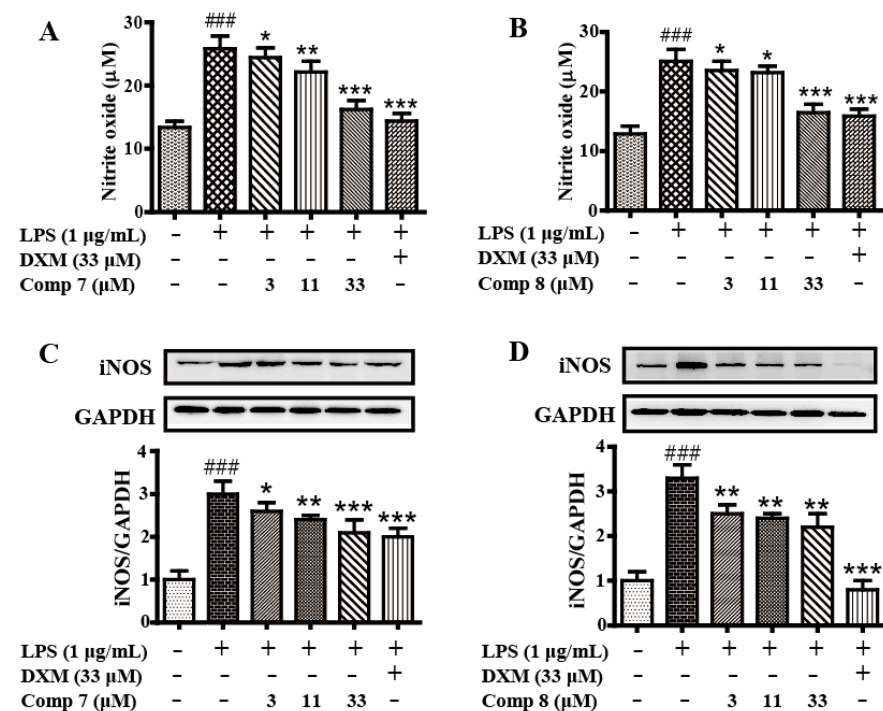 A
Nitrite oxide (μM)
30
20
10
0
###
*
**
***
***
LPS (1 μg/mL) - + + + + +
DXM (33 μM) - - - - - +
Comp 7 (μM) - - 3 11 33 -
B
Nitrite oxide (μM)
30
20
10
0
###
*
*
***
***
LPS (1 μg/mL) - + + + + +
DXM (33 μM) - - - - - +
Comp 8 (μM) - - 3 11 33 -
C
iNOS
GAPDH
iNOS/GAPDH
4
3
2
1
0
###
*
**
***
***
LPS (1 μg/mL) - + + + + +
DXM (33 μM) - - - - - +
Comp 7 (μM) - - 3 11 33 -
D
iNOS
GAPDH
iNOS/GAPDH
4
3
2
1
0
###
**
**
**
***
LPS (1 μg/mL) - + + + + +
DXM (33 μM) - - - - - +
Comp 8 (μM) - - 3 11 33 -